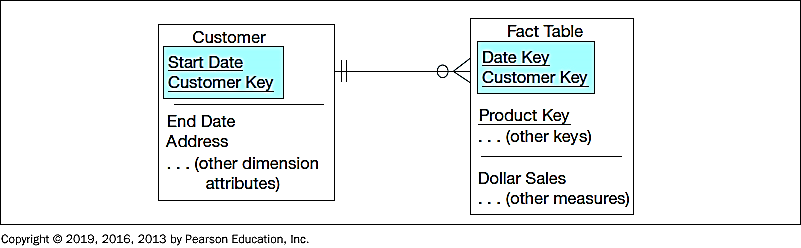 Customer
Start Date
Customer Key
End Date
Address
. . . (other dimension
attributes)
Fact Table
Date Key
Customer Key
Product Key
. . . (other keys)
Dollar Sales
. . . (other measures)
Copyright © 2019, 2016, 2013 by Pearson Education, Inc.